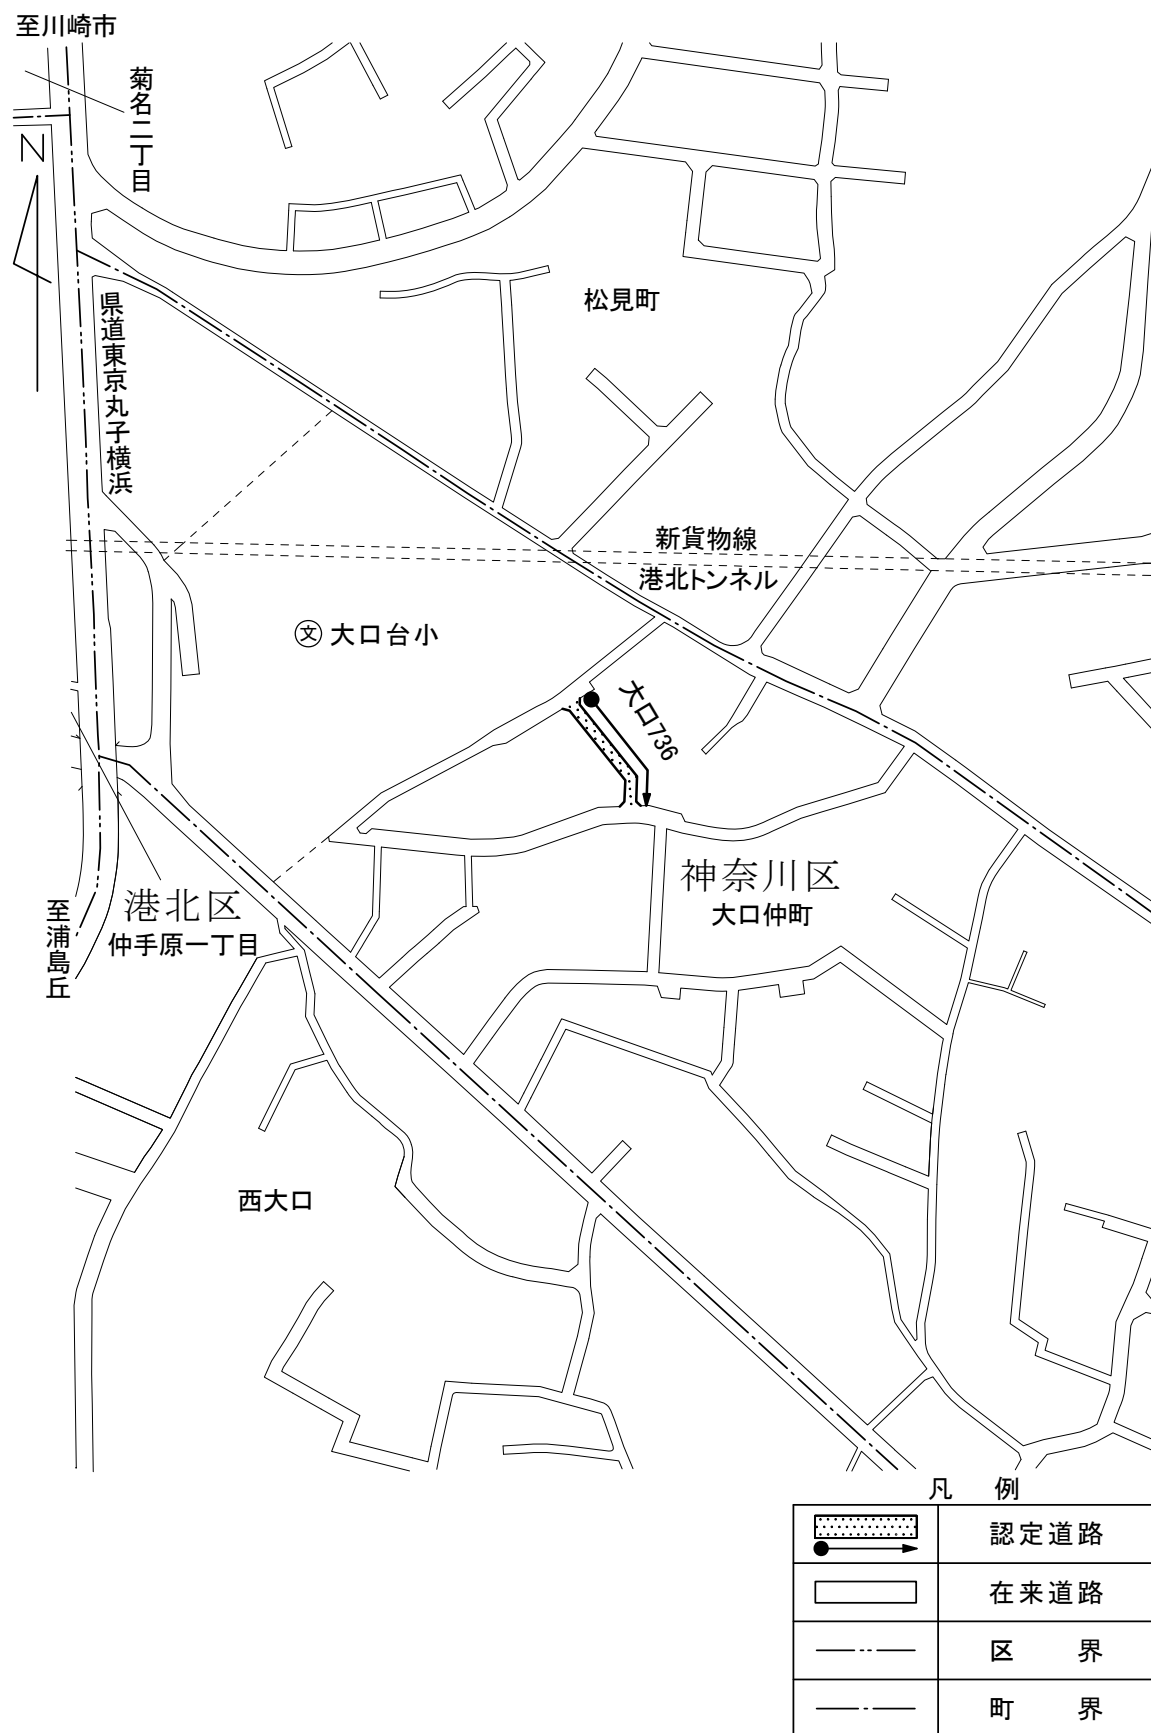 至川崎市
菊名二丁目
N
県道東京丸子横浜
松見町
新貨物線
港北トンネル
文 大口台小
大口736
神奈川区
大口仲町
港北区
仲手原一丁目
至浦島丘
西大口
凡 例
認定道路
在来道路
区 界
町 界